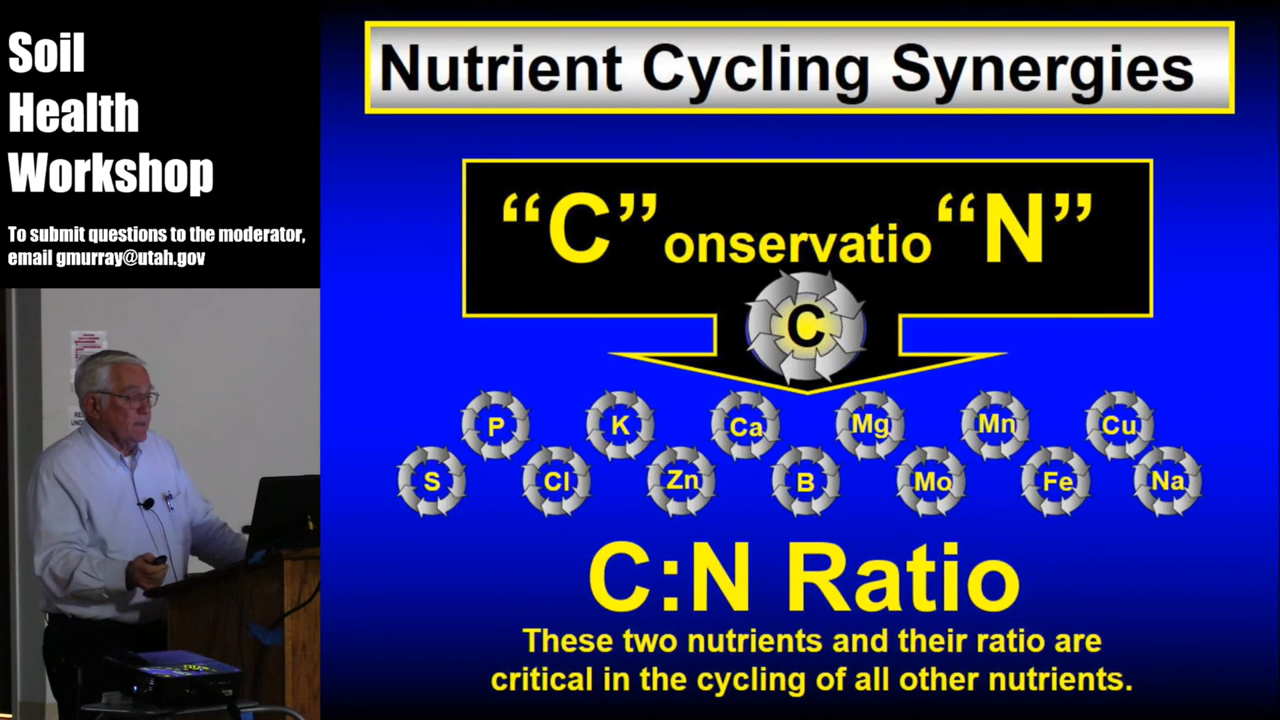 Soil
Health
Workshop
To submit questions to the moderator,
email gmurray@utah.gov
Nutrient Cycling Synergies
“C”onservatio“N”
C
P K Ca Mg Mn Cu
S Cl Zn B Mo Fe Na
C:N Ratio
These two nutrients and their ratio are
critical in the cycling of all other nutrients.